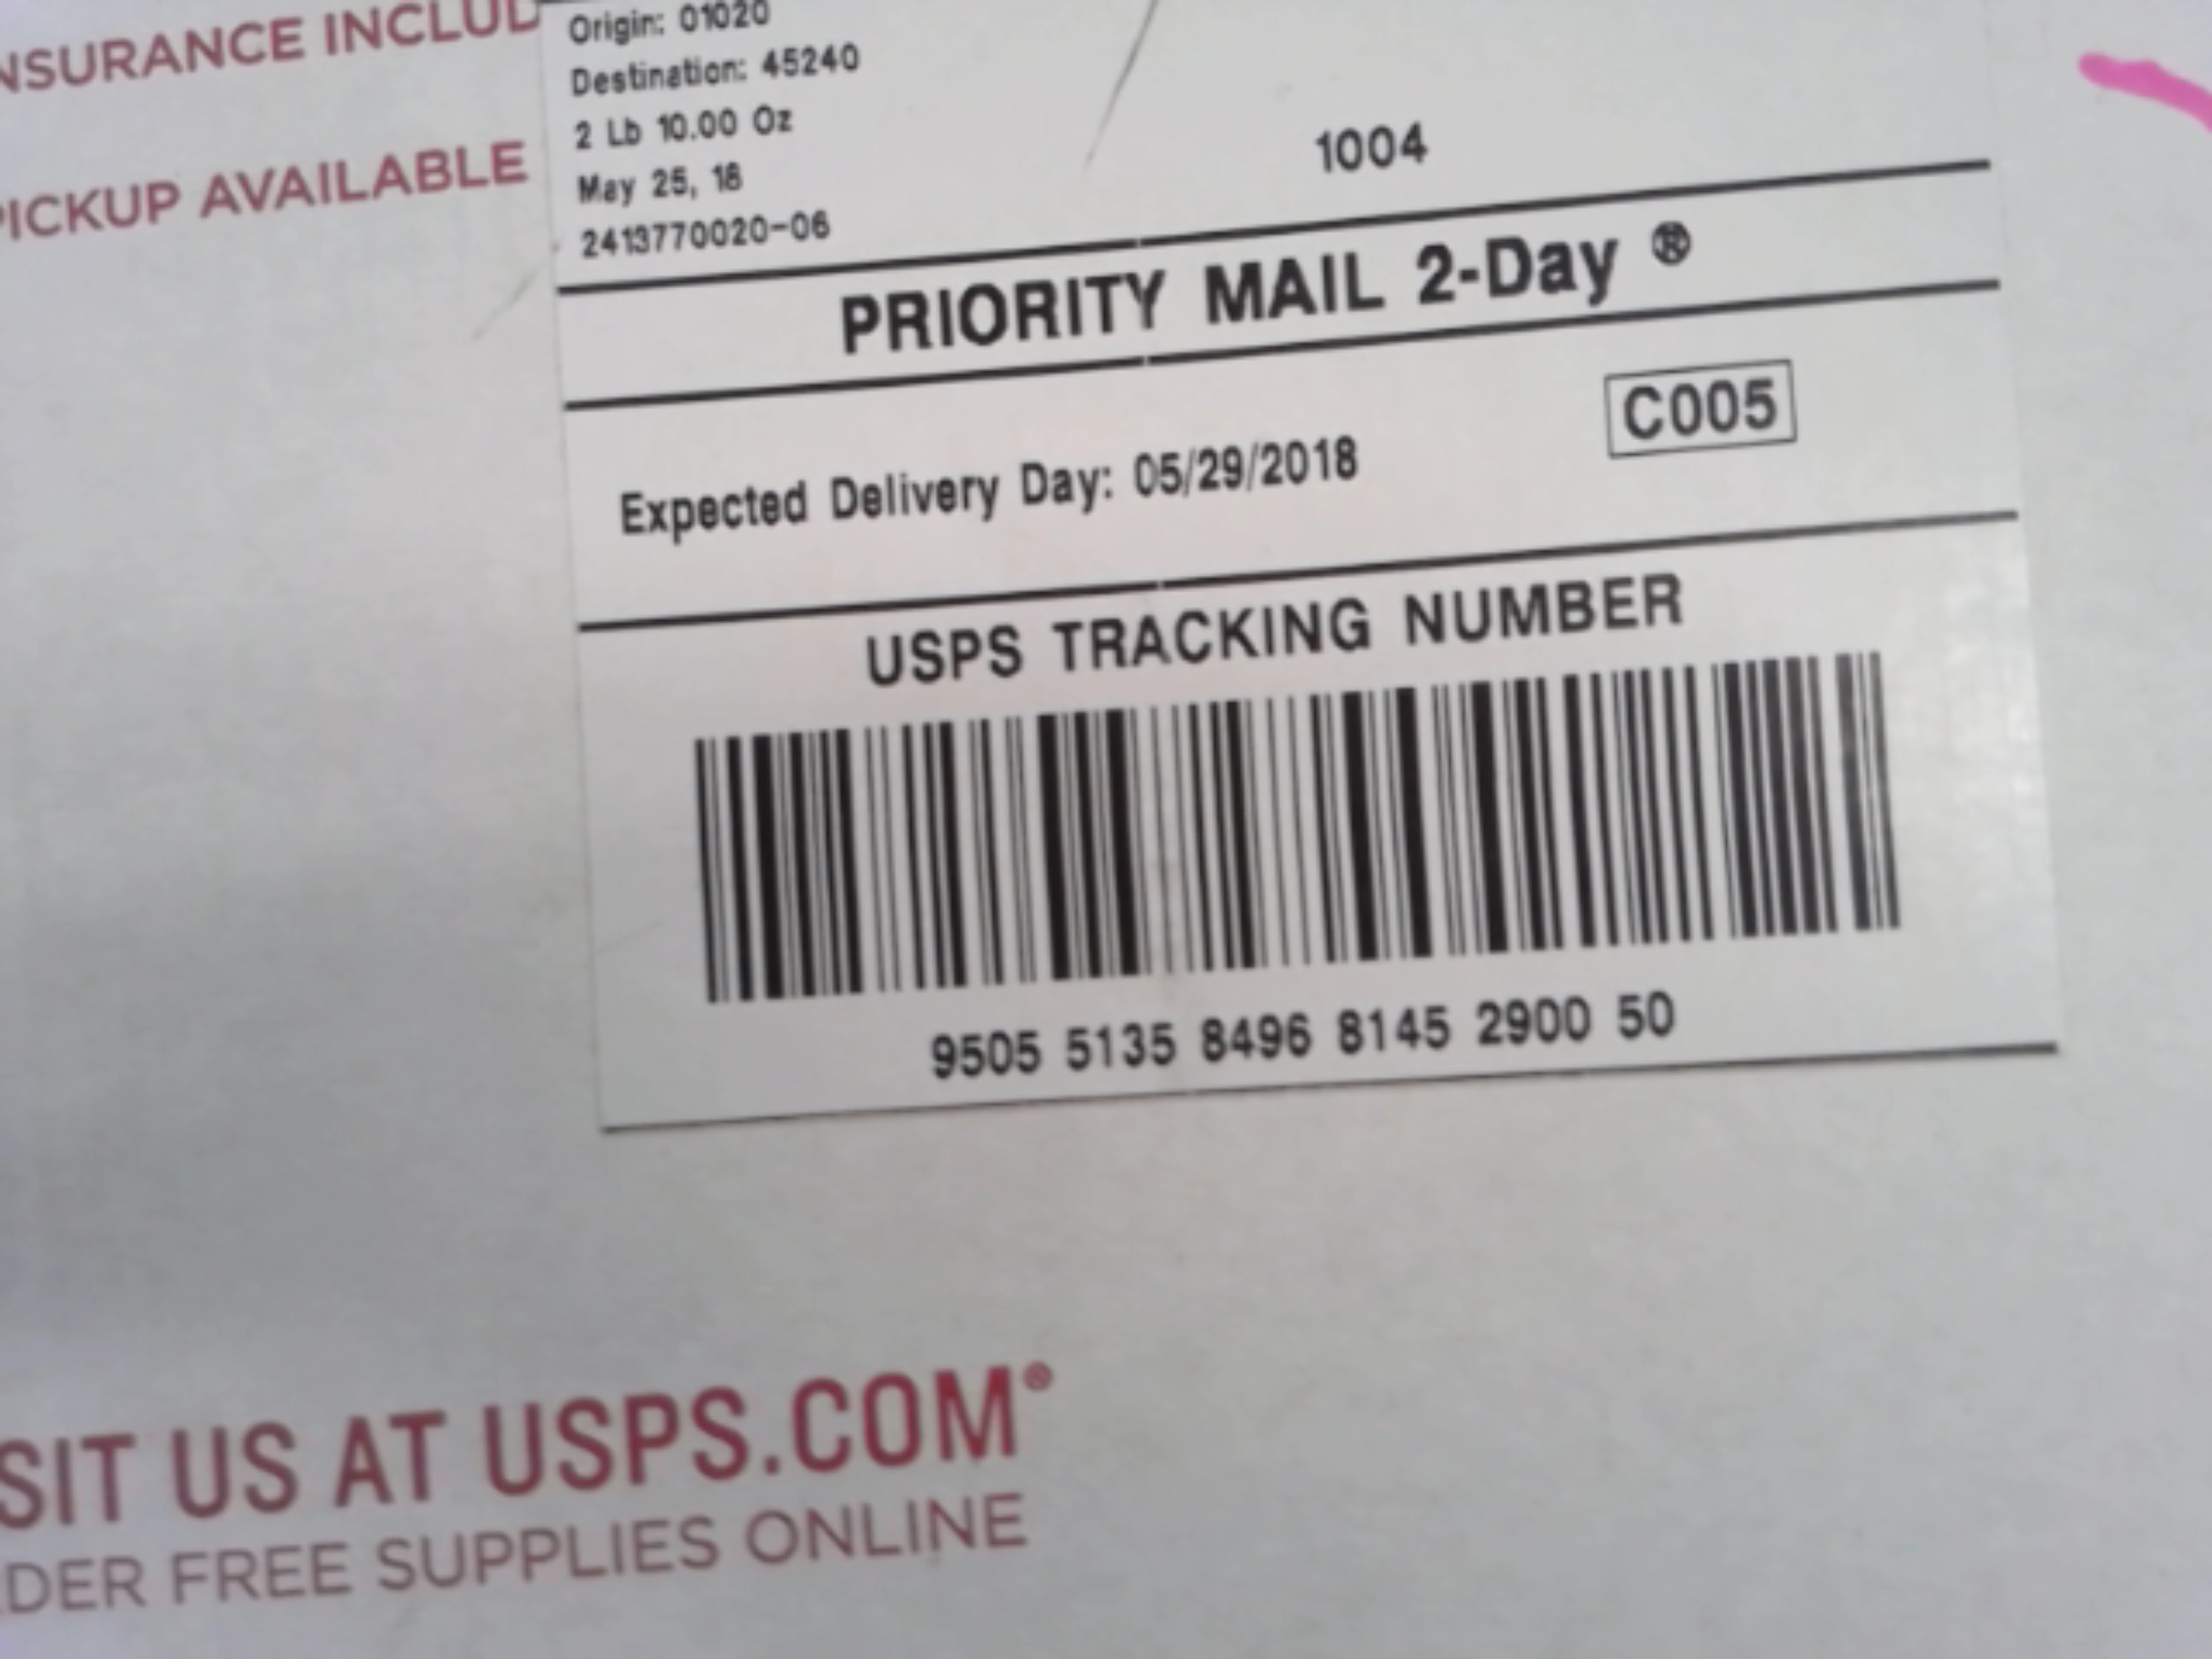 NSURANCE INCLUD
PICKUP AVAILABLE
Origin: 01020
Destination: 45240
2 Lb 10.00 Oz
May 25, 18
2413770020-06
1004
PRIORITY MAIL 2-Day ®
C005
Expected Delivery Day: 05/29/2018
USPS TRACKING NUMBER
9505 5135 8496 8145 2900 50
SIT US AT USPS.COM®
DER FREE SUPPLIES ONLINE